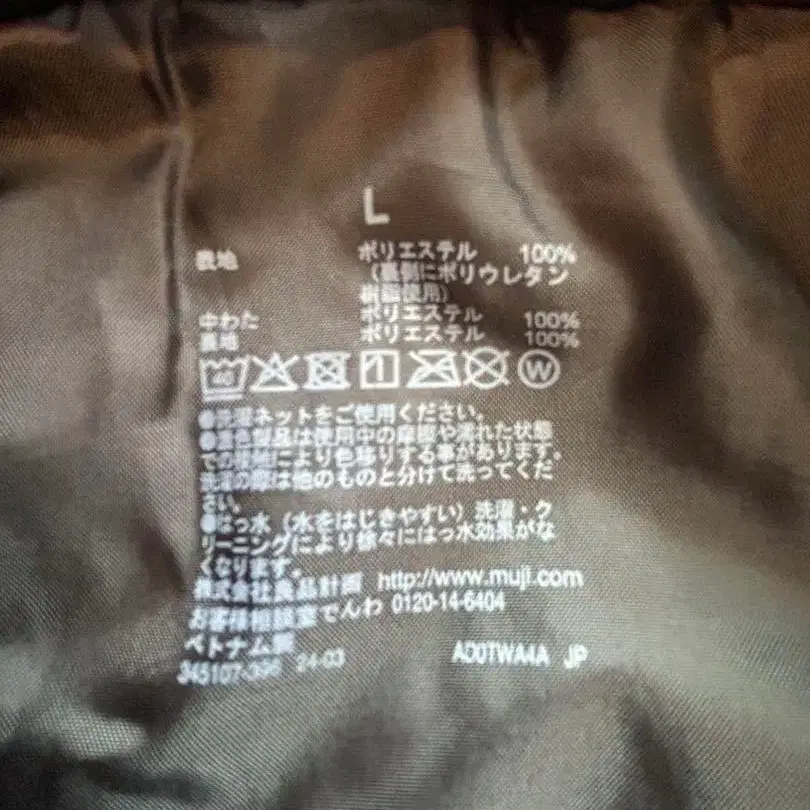 L
表地 ポリエステル 100%
(裏側にポリウレタン
樹脂使用)
中わた ポリエステル 100%
裏地 ポリエステル 100%
40 W
●洗濯ネットをご使用ください。
●濃色製品は使用中の摩擦や濡れた状態
での接触により色移りする事があります。
洗濯の際は他のものと分けて洗ってくだ
さい。
●はっ水(水をはじきやすい)洗濯・ク
リーニングにより徐々にはっ水効果がな
くなります。
株式会社良品計画 http://www.muji.com
お客様相談室でんわ 0120-14-6404
ベトナム製
24-03 AD0TWA4A JP